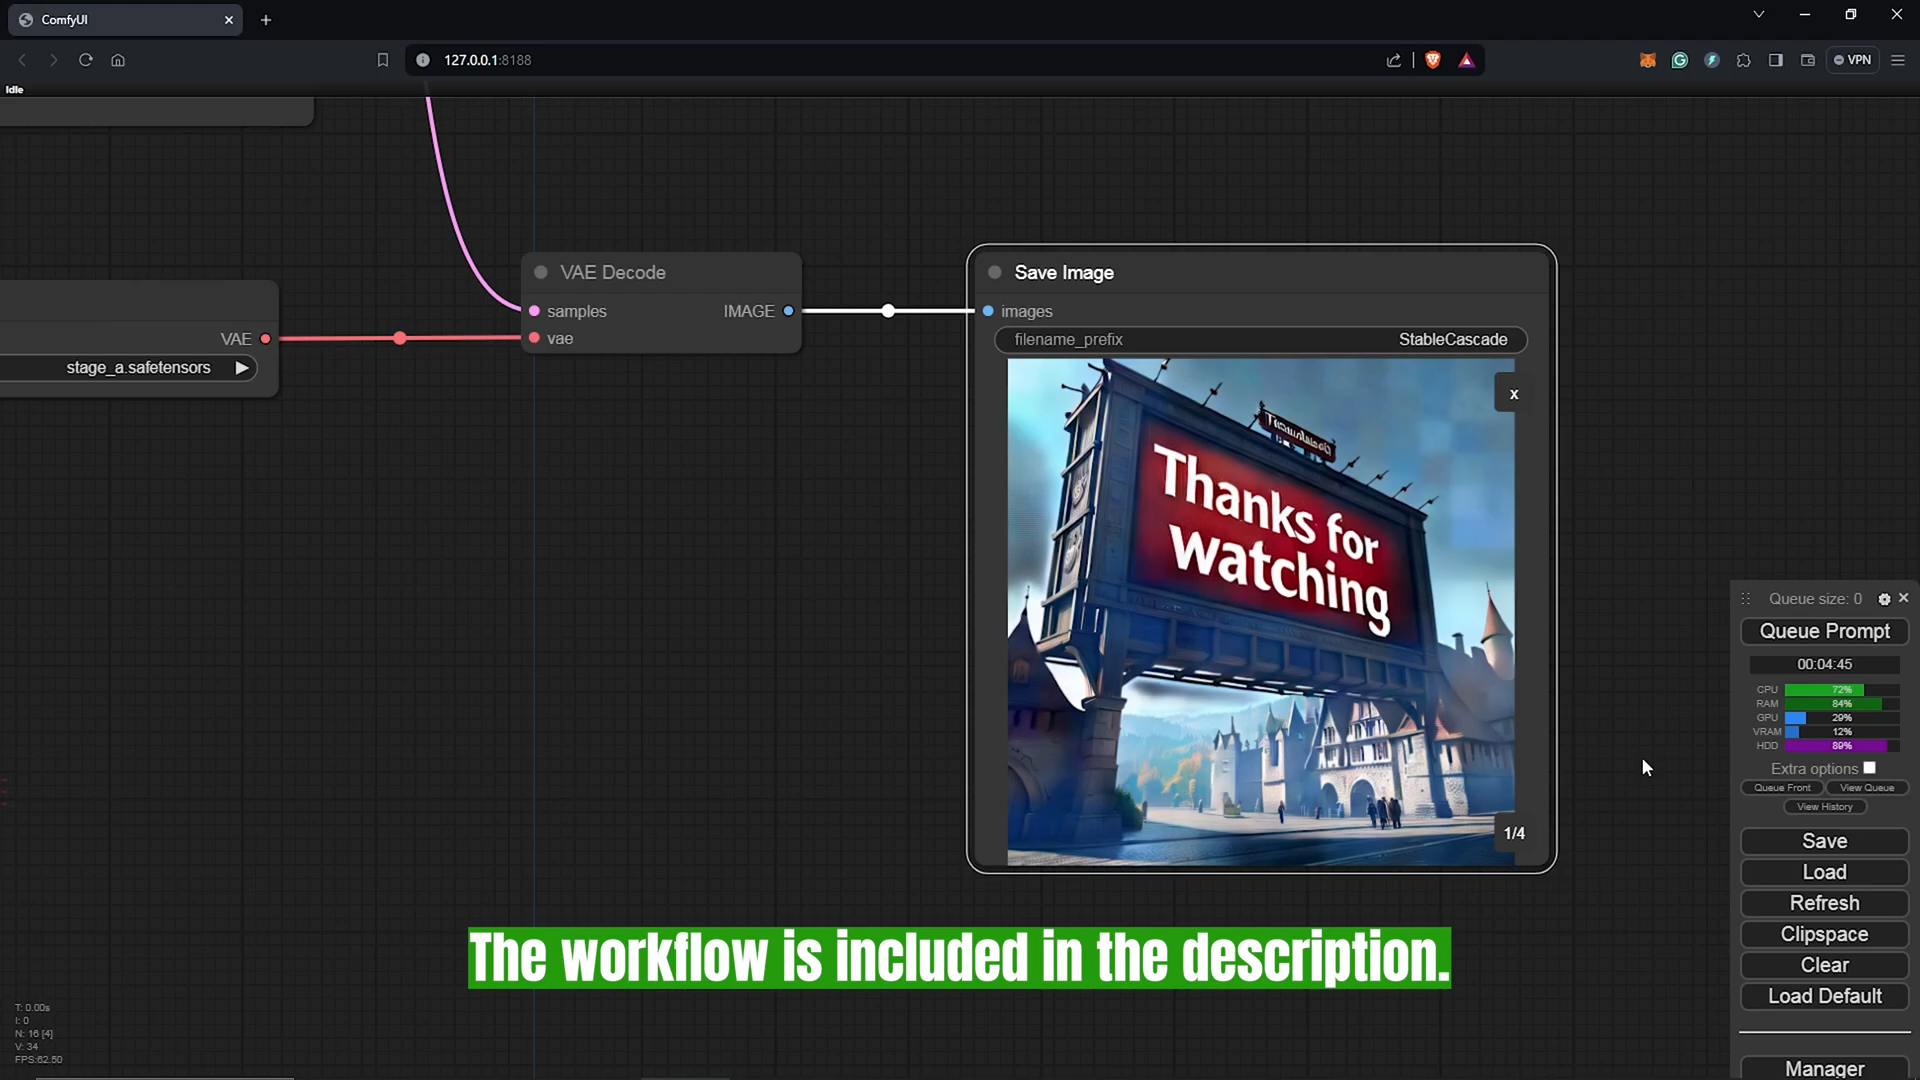 ComfyUI
127.0.0.1:8188
VPN
Idle
VAE Decode
samples
IMAGE
vae
VAE
stage_a.safetensors
Save Image
images
filename_prefix
StableCascade
x
Thanks for
watching
1/4
Queue size: 0
Queue Prompt
00:04:45
CPU 72%
RAM 84%
GPU 29%
VRAM 12%
HDD 89%
Extra options
Queue Front
View Queue
View History
Save
Load
Refresh
Clipspace
Clear
Load Default
Manager
The workflow is included in the description.
T: 0.00s
I: 0
N: 16 [4]
V: 34
FPS:62.50